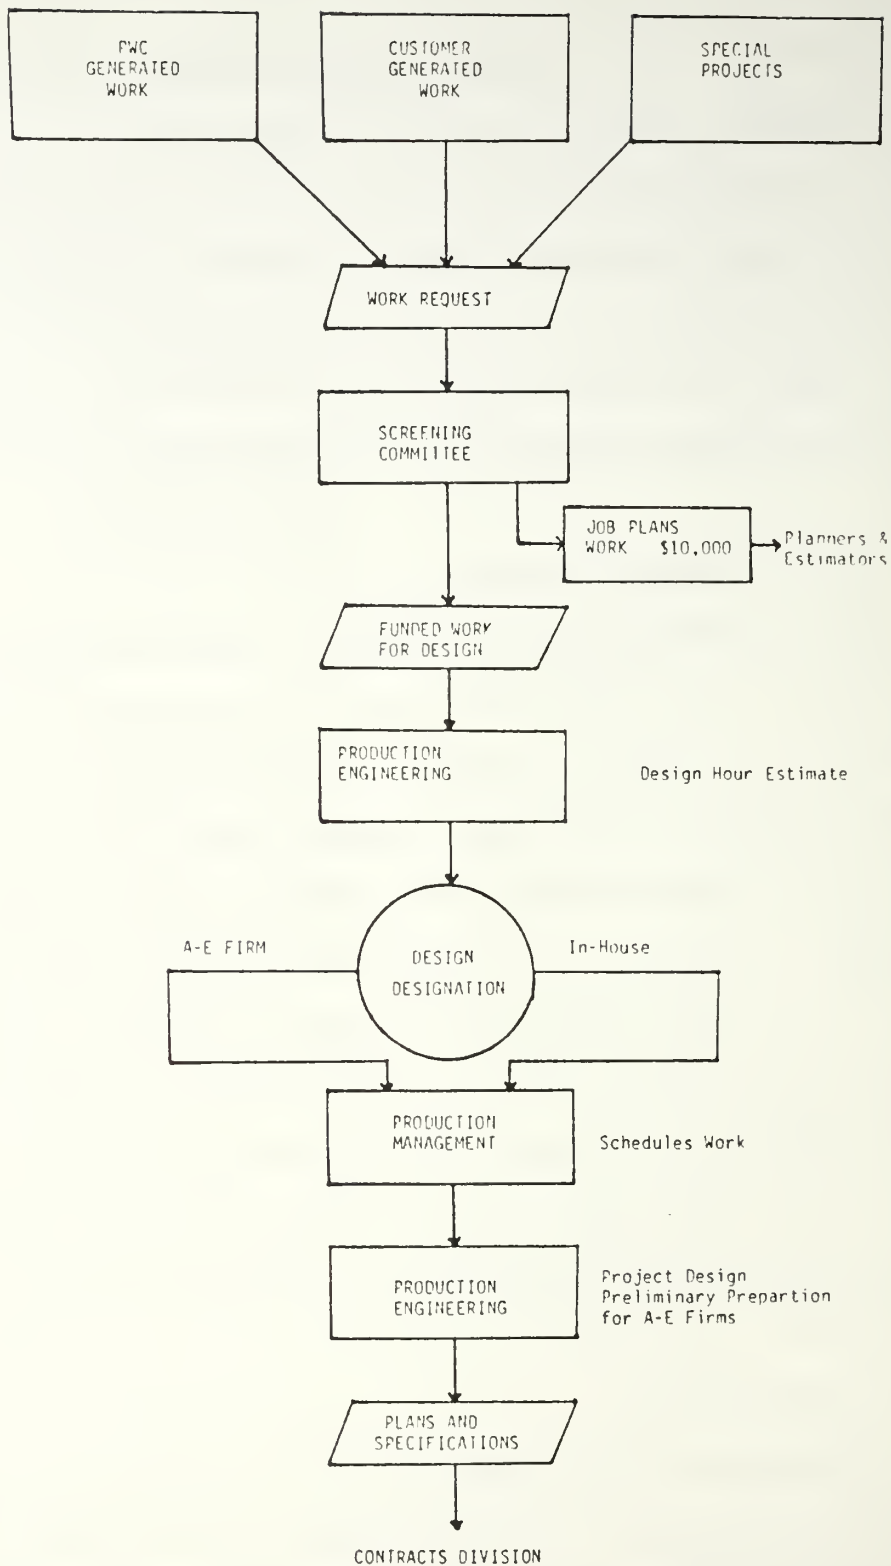 PWC
GENERATED
WORK
CUSTOMER
GENERATED
WORK
SPECIAL
PROJECTS
WORK REQUEST
SCREENING
COMMITTEE
JOB PLANS
WORK $10,000
Planners &
Estimators
FUNDED WORK
FOR DESIGN
PRODUCTION
ENGINEERING
Design Hour Estimate
A-E FIRM
DESIGN
DESIGNATION
In-House
PRODUCTION
MANAGEMENT
Schedules Work
PRODUCTION
ENGINEERING
Project Design
Preliminary Prepartion
for A-E Firms
PLANS AND
SPECIFICATIONS
CONTRACTS DIVISION